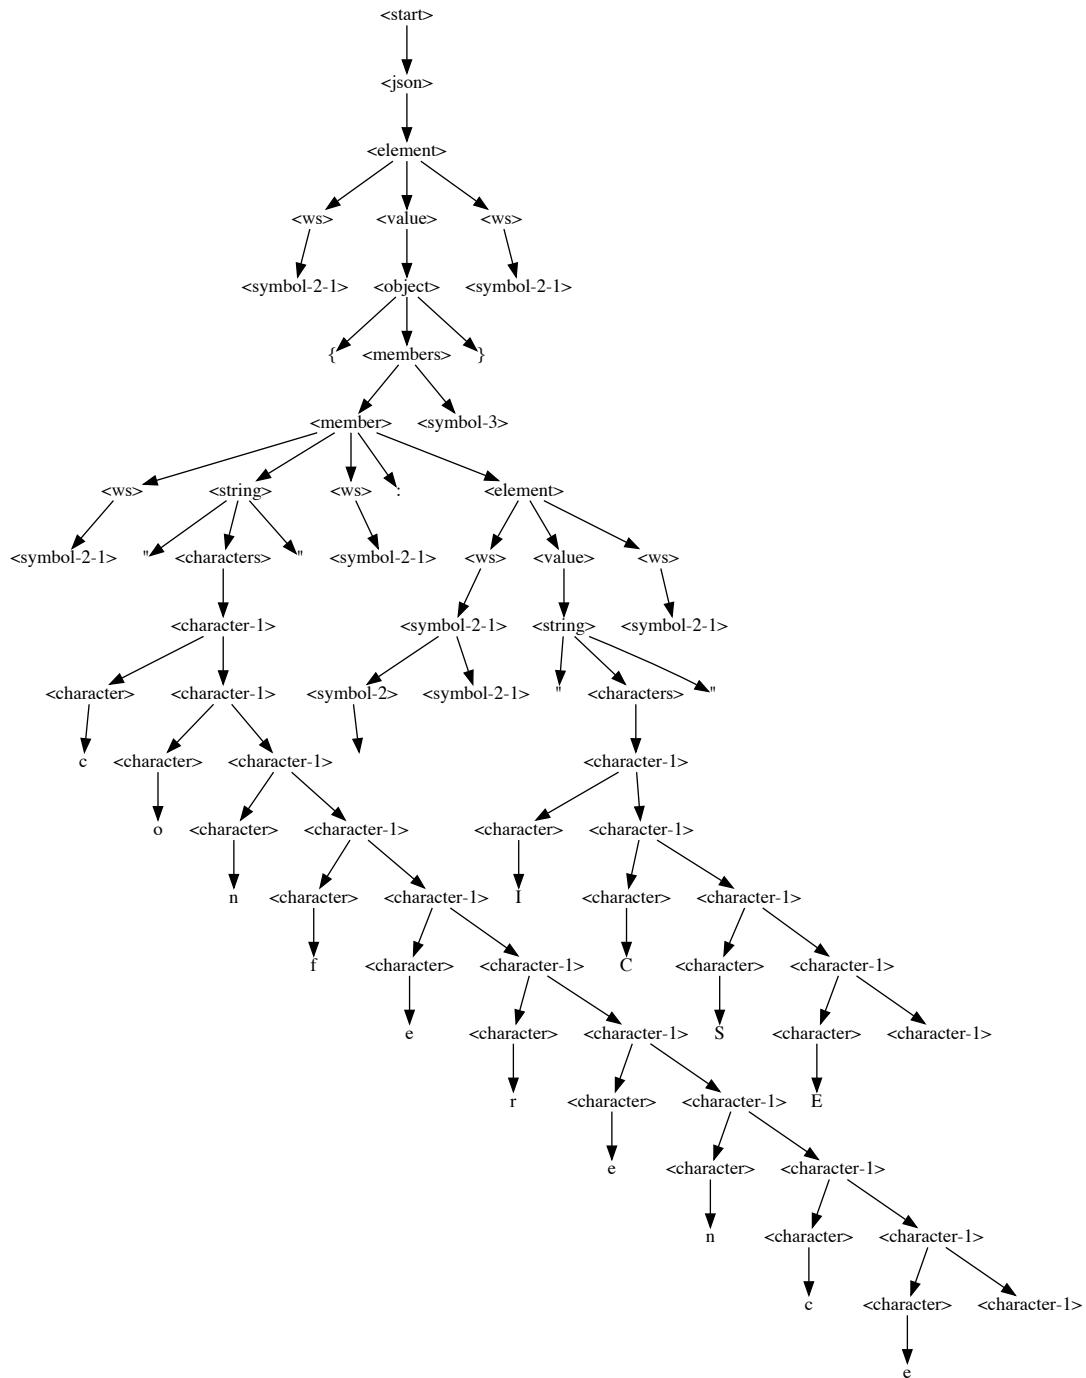 <start>
<json>
<element>
<ws> <value> <ws>
<symbol-2-1> <object> <symbol-2-1>
{ <members> }
<member> <symbol-3>
<ws> <string> <ws> : <element>
<symbol-2-1> " <characters> " <symbol-2-1> <ws> <value> <ws>
<character-1> <symbol-2-1> <string> <symbol-2-1>
<character> <character-1> <symbol-2> <symbol-2-1> " <characters> "
c <character> <character-1> <character-1>
o <character> <character-1> <character> <character-1>
n <character> <character-1> I <character> <character-1>
f <character> <character-1> C <character> <character-1>
e <character> <character-1> S <character> <character-1>
r <character> <character-1> E
e <character> <character-1>
n <character> <character-1>
c <character> <character-1>
e